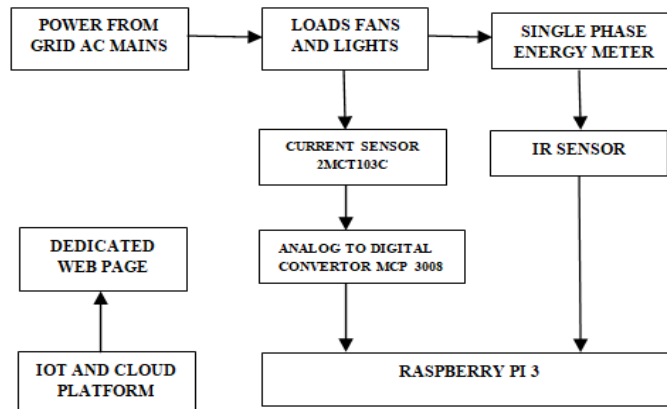 POWER FROM
GRID AC MAINS
LOADS FANS
AND LIGHTS
SINGLE PHASE
ENERGY METER
CURRENT SENSOR
2MCT103C
IR SENSOR
DEDICATED
WEB PAGE
ANALOG TO DIGITAL
CONVERTOR MCP 3008
IOT AND CLOUD
PLATFORM
RASPBERRY PI 3